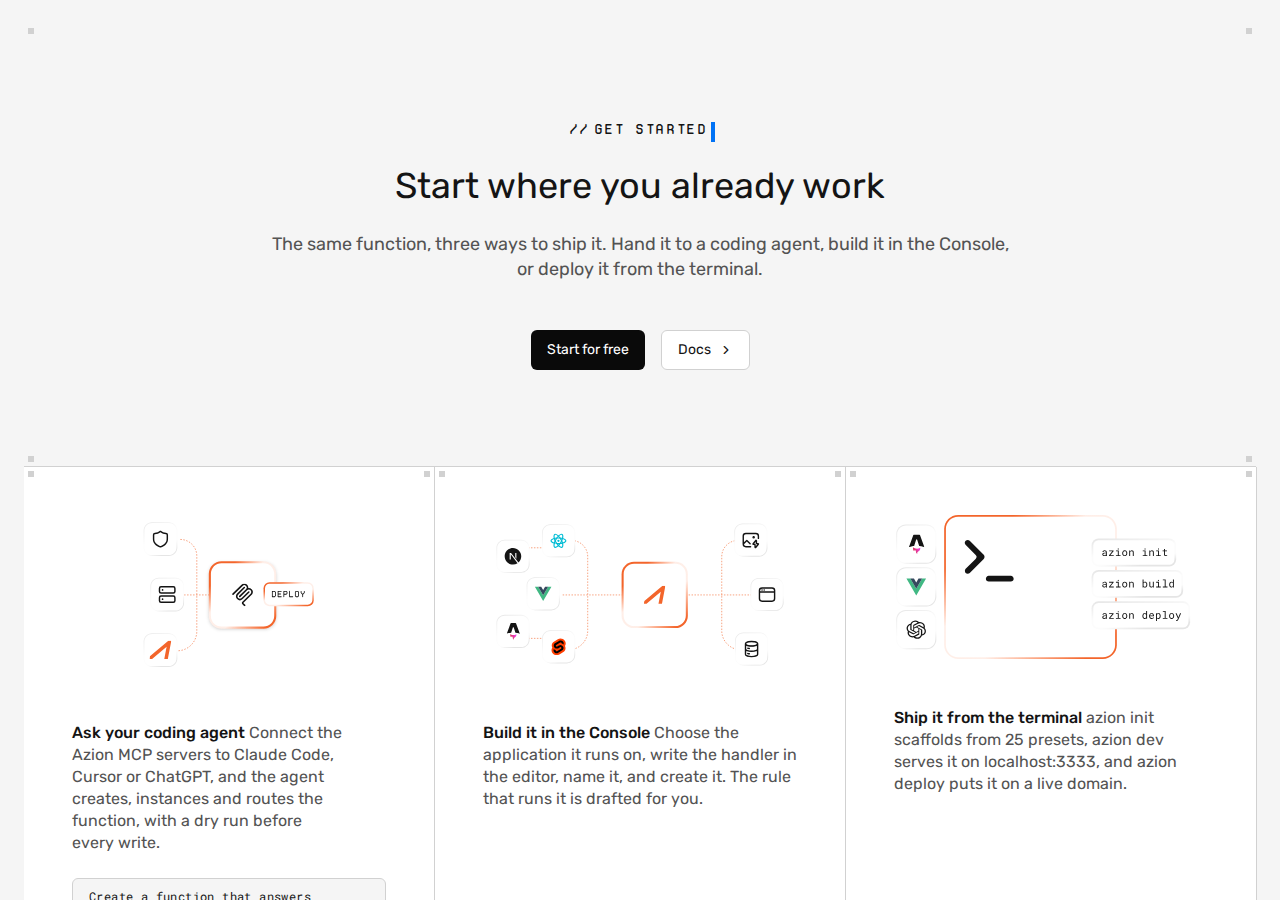 // GET STARTED
Start where you already work
The same function, three ways to ship it. Hand it to a coding agent, build it in the Console,
or deploy it from the terminal.
Start for free
Docs
DEPLOY
azion init
azion build
azion deploy
Ask your coding agent Connect the
Azion MCP servers to Claude Code,
Cursor or ChatGPT, and the agent
creates, instances and routes the
function, with a dry run before
every write.
Create a function that answers
Build it in the Console Choose the
application it runs on, write the handler in
the editor, name it, and create it. The rule
that runs it is drafted for you.
Ship it from the terminal azion init
scaffolds from 25 presets, azion dev
serves it on localhost:3333, and azion
deploy puts it on a live domain.